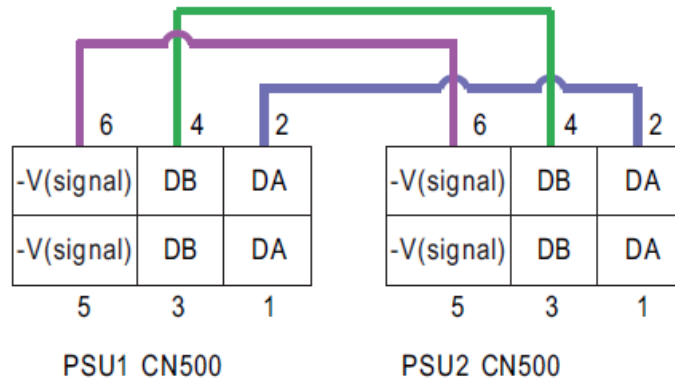 6 4 2 6 4 2
-V(signal) DB DA -V(signal) DB DA
-V(signal) DB DA -V(signal) DB DA
5 3 1 5 3 1
PSU1 CN500 PSU2 CN500